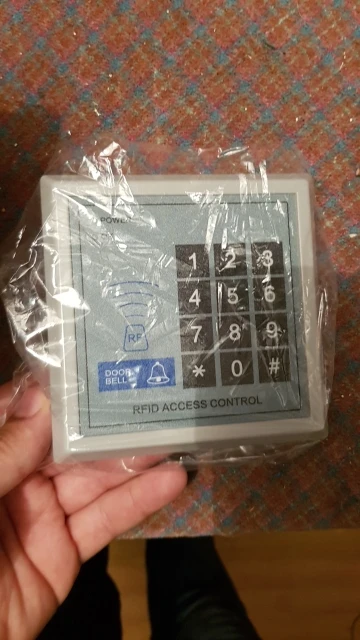 POWER
1 2 3
4 5 6
7 8 9
* 0 #
RF
DOOR
BELL
RFID ACCESS CONTROL